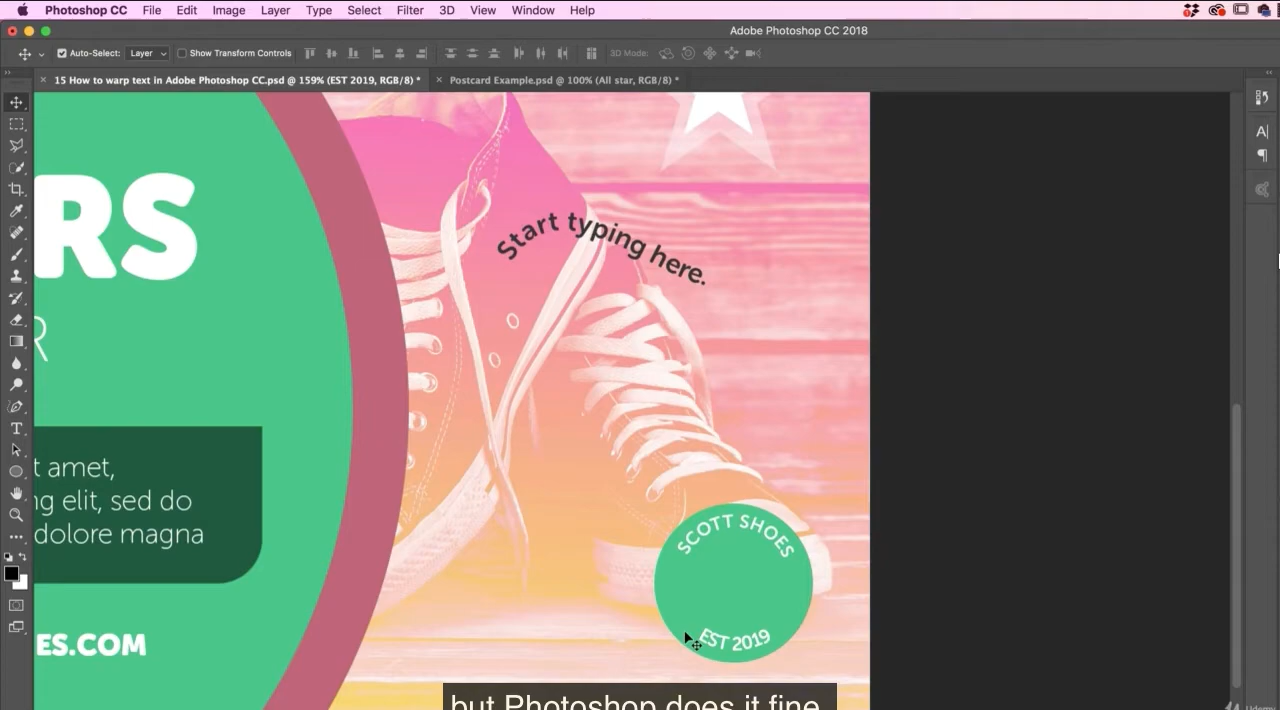 Photoshop CC File Edit Image Layer Type Select Filter 3D View Window Help
Adobe Photoshop CC 2018
Auto-Select: Layer Show Transform Controls 3D Mode:
15 How to warp text in Adobe Photoshop CC.psd @ 159% (EST 2019, RGB/8) * Postcard Example.psd @ 100% (All star, RGB/8) *
RS
Start typing here.
R
t amet,
ng elit, sed do
dolore magna
SCOTT SHOES
EST 2019
ES.COM
but Photoshop does it fine
Udemy